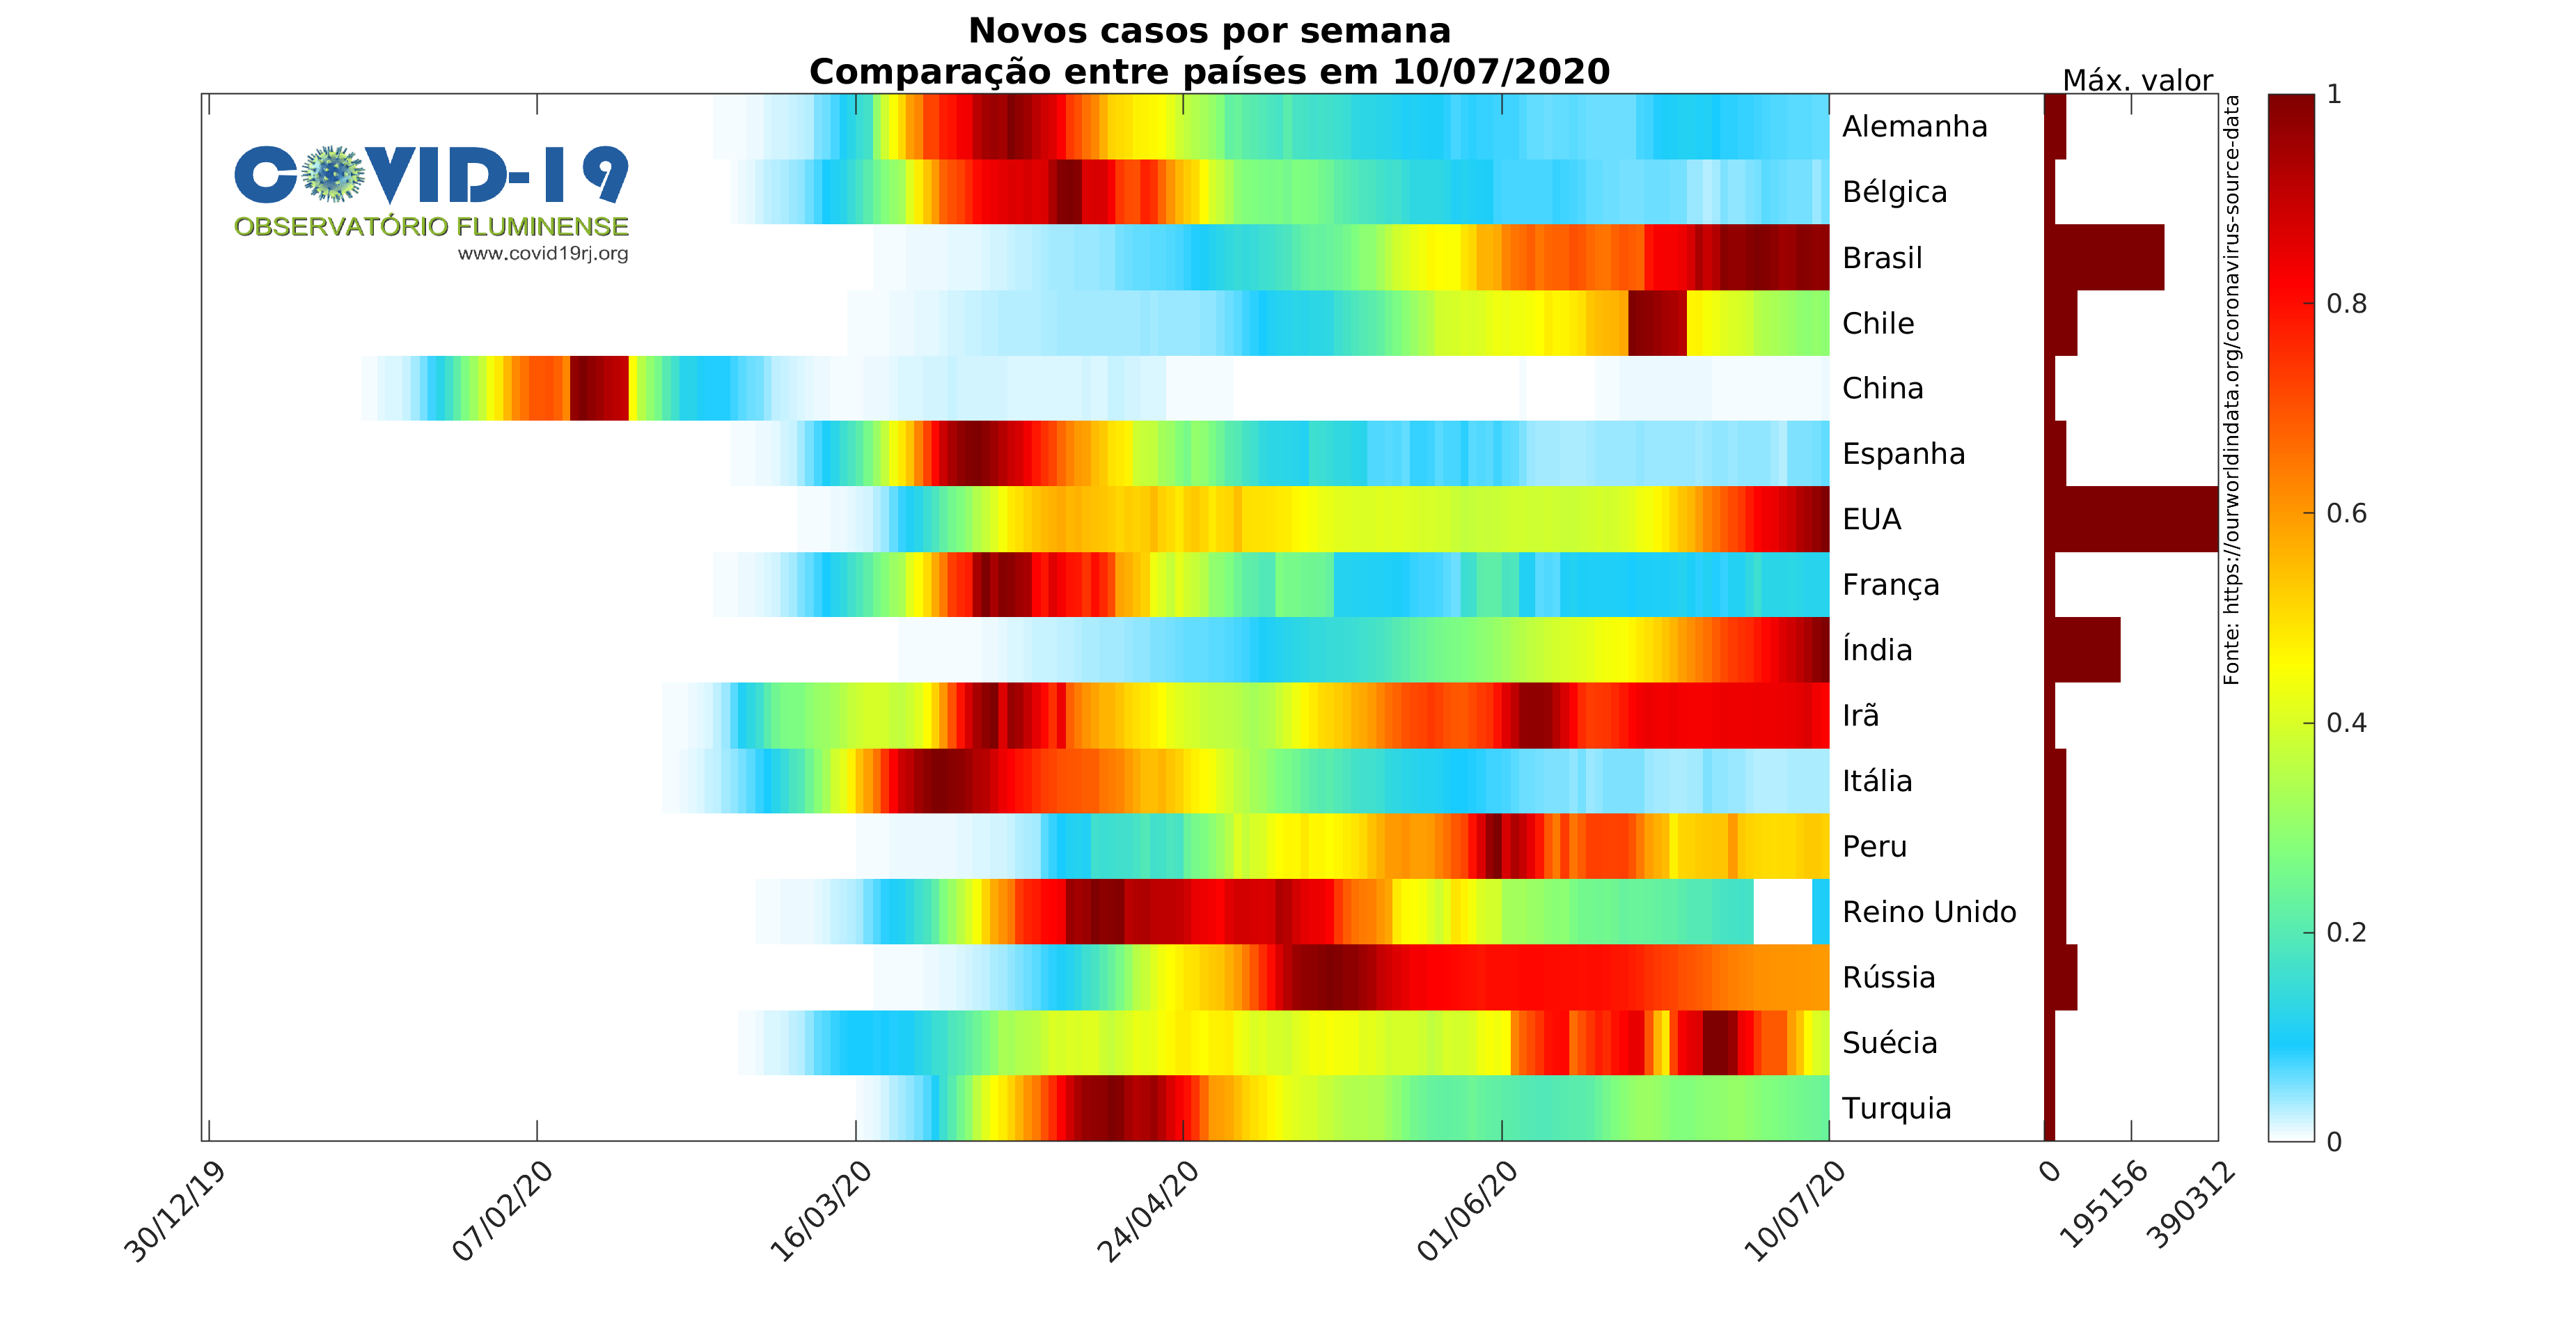 Novos casos por semana
Comparação entre países em 10/07/2020
Máx. valor
COVID-19
OBSERVATÓRIO FLUMINENSE
www.covid19rj.org
Alemanha
Bélgica
Brasil
Chile
China
Espanha
EUA
França
Índia
Irã
Itália
Peru
Reino Unido
Rússia
Suécia
Turquia
Fonte: https://ourworldindata.org/coronavirus-source-data
1
0.8
0.6
0.4
0.2
0
30/12/19
07/02/20
16/03/20
24/04/20
01/06/20
10/07/20
0
195156
390312